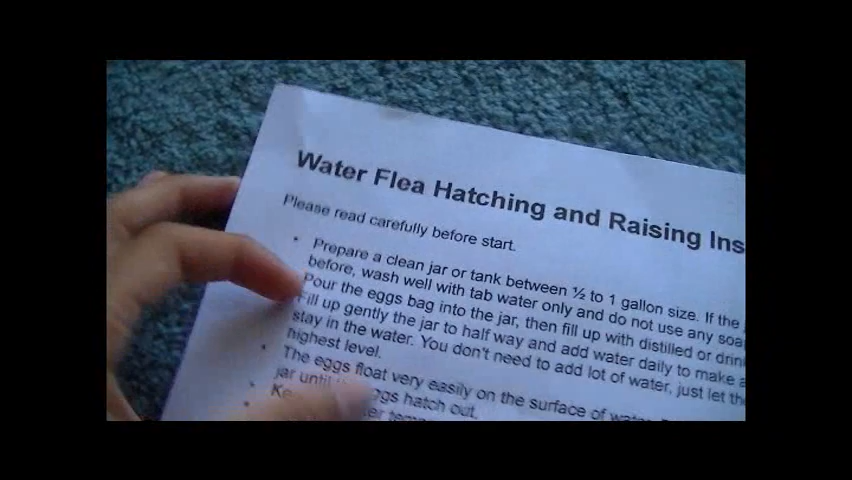 Water Flea Hatching and Raising Ins
Please read carefully before start.
• Prepare a clean jar or tank between ½ to 1 gallon size. If the
before, wash well with tab water only and do not use any soa
Pour the eggs bag into the jar, then fill up with distilled or drin
Fill up gently the jar to half way and add water daily to make a
stay in the water. You don't need to add lot of water, just let the
highest level.
• The eggs float very easily on the surface of water.
jar until eggs hatch out.
• Ke